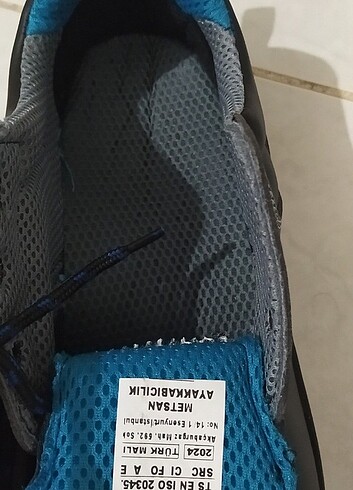 TS EN ISO 20345
SRC CI FO A E
2024 TÜRK MALI
Akçaburgaz Mah. 692. Sok
No: 14-1 Esenyurt/İstanbul
METSAN
AYAKKABICILIK